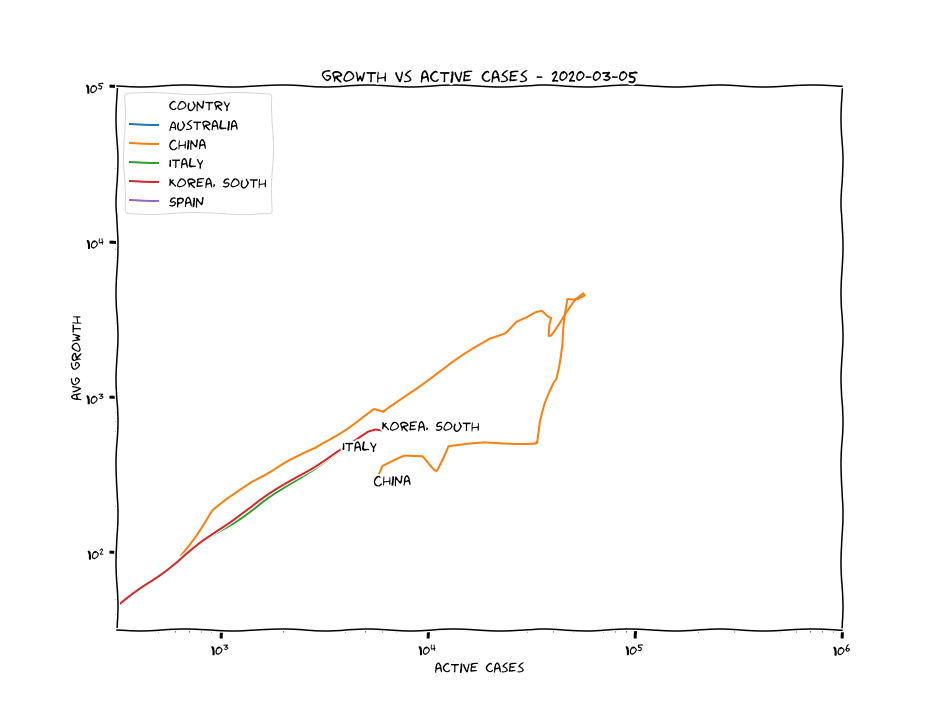 GROWTH VS ACTIVE CASES - 2020-03-05
10⁵
COUNTRY
AUSTRALIA
CHINA
ITALY
KOREA, SOUTH
SPAIN
10⁴
AVG GROWTH
10³
KOREA, SOUTH
ITALY
CHINA
10²
10³ 10⁴ 10⁵ 10⁶
ACTIVE CASES